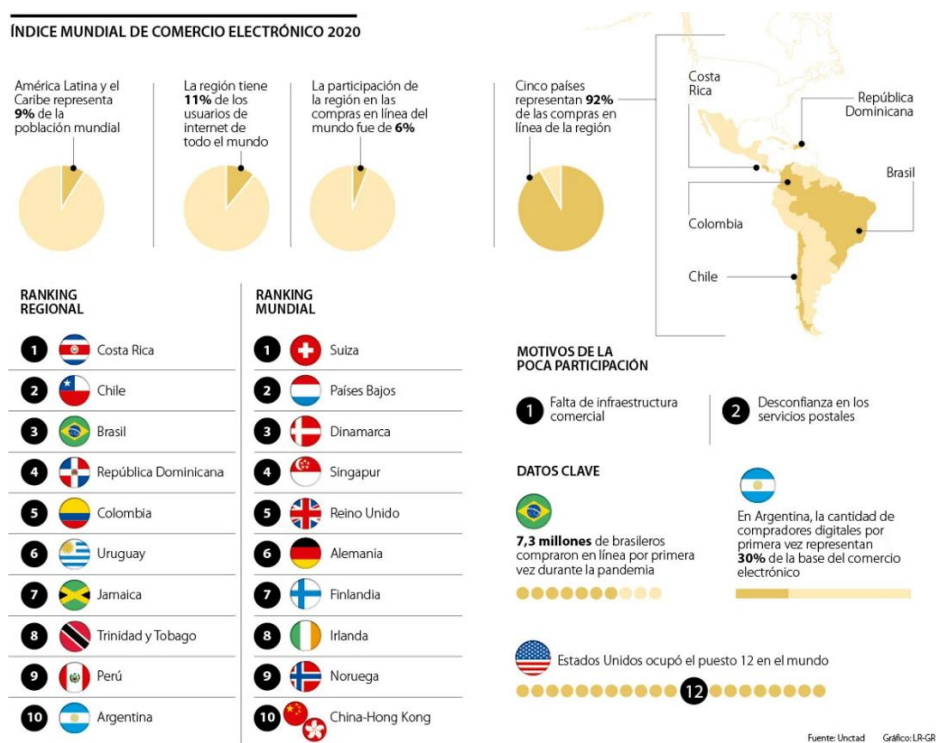 ÍNDICE MUNDIAL DE COMERCIO ELECTRÓNICO 2020
América Latina y el
Caribe representa
9% de la
población mundial
La región tiene
11% de los
usuarios de
internet de
todo el mundo
La participación de
la región en las
compras en línea del
mundo fue de 6%
Cinco países
representan 92%
de las compras en
línea de la región
Costa
Rica
República
Dominicana
Brasil
Colombia
Chile
RANKING
REGIONAL
1 Costa Rica
2 Chile
3 Brasil
4 República Dominicana
5 Colombia
6 Uruguay
7 Jamaica
8 Trinidad y Tobago
9 Perú
10 Argentina
RANKING
MUNDIAL
1 Suiza
2 Países Bajos
3 Dinamarca
4 Singapur
5 Reino Unido
6 Alemania
7 Finlandia
8 Irlanda
9 Noruega
10 China-Hong Kong
MOTIVOS DE LA
POCA PARTICIPACIÓN
1 Falta de infraestructura
comercial
2 Desconfianza en los
servicios postales
DATOS CLAVE
7,3 millones de brasileros
compraron en línea por primera
vez durante la pandemia
En Argentina, la cantidad de
compradores digitales por
primera vez representan
30% de la base del comercio
electrónico
Estados Unidos ocupó el puesto 12 en el mundo
12
Fuente: Unctad Gráfico: LR-GR